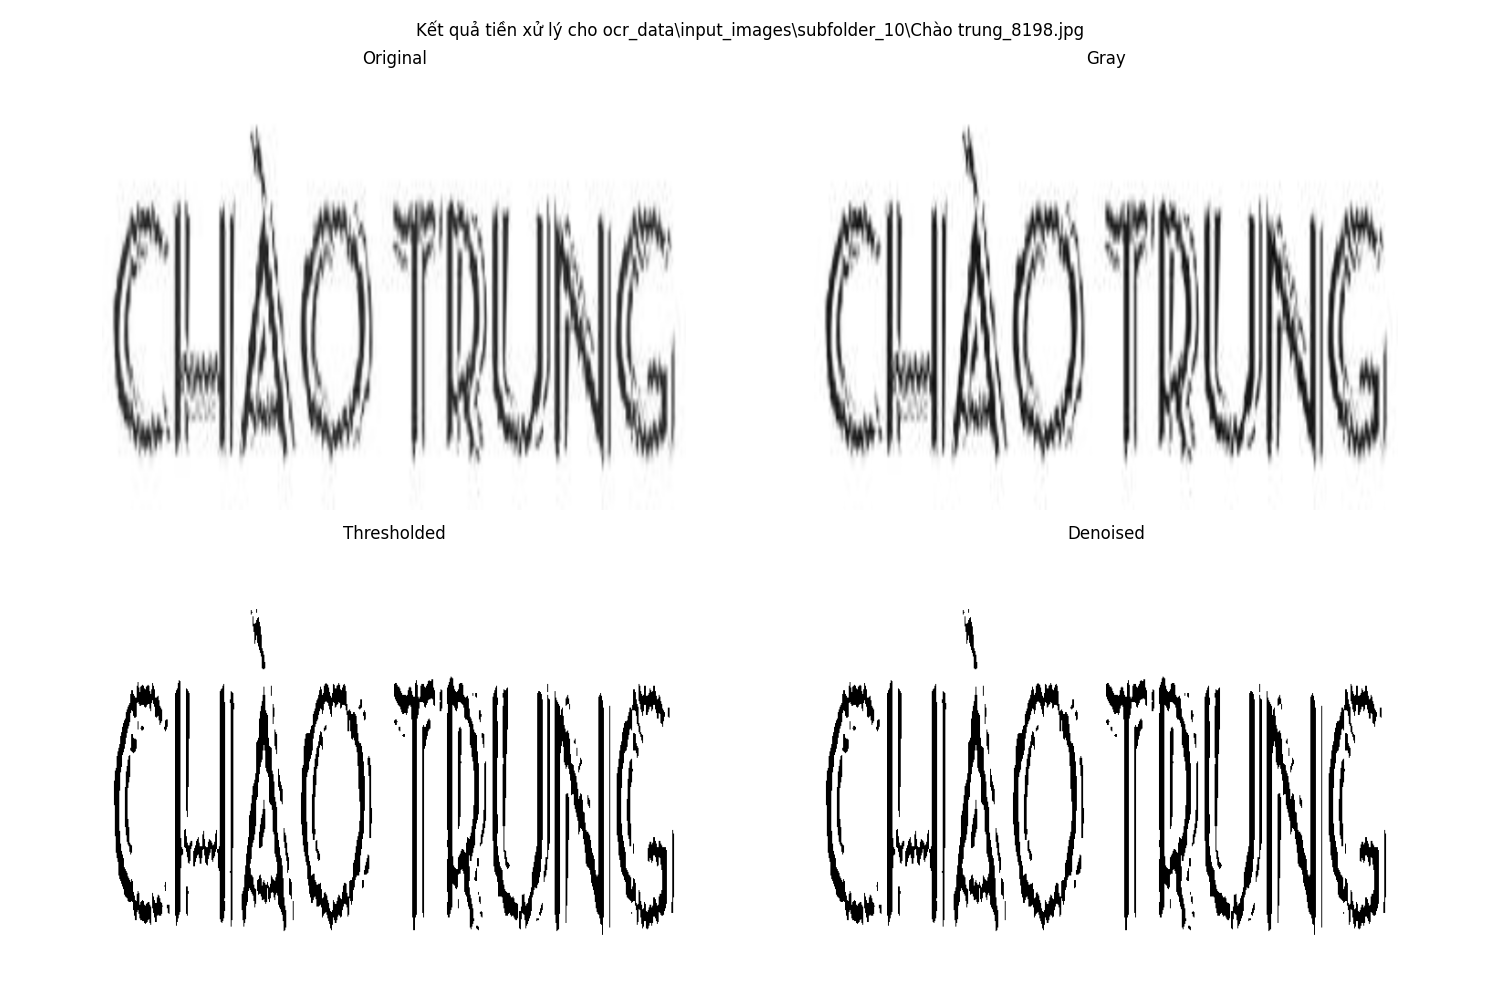 Kết quả tiền xử lý cho ocr_data\input_images\subfolder_10\Chào trung_8198.jpg
Original
Gray
CHÀO TRUNG
CHÀO TRUNG
Thresholded
Denoised
CHÀO TRUNG
CHÀO TRUNG